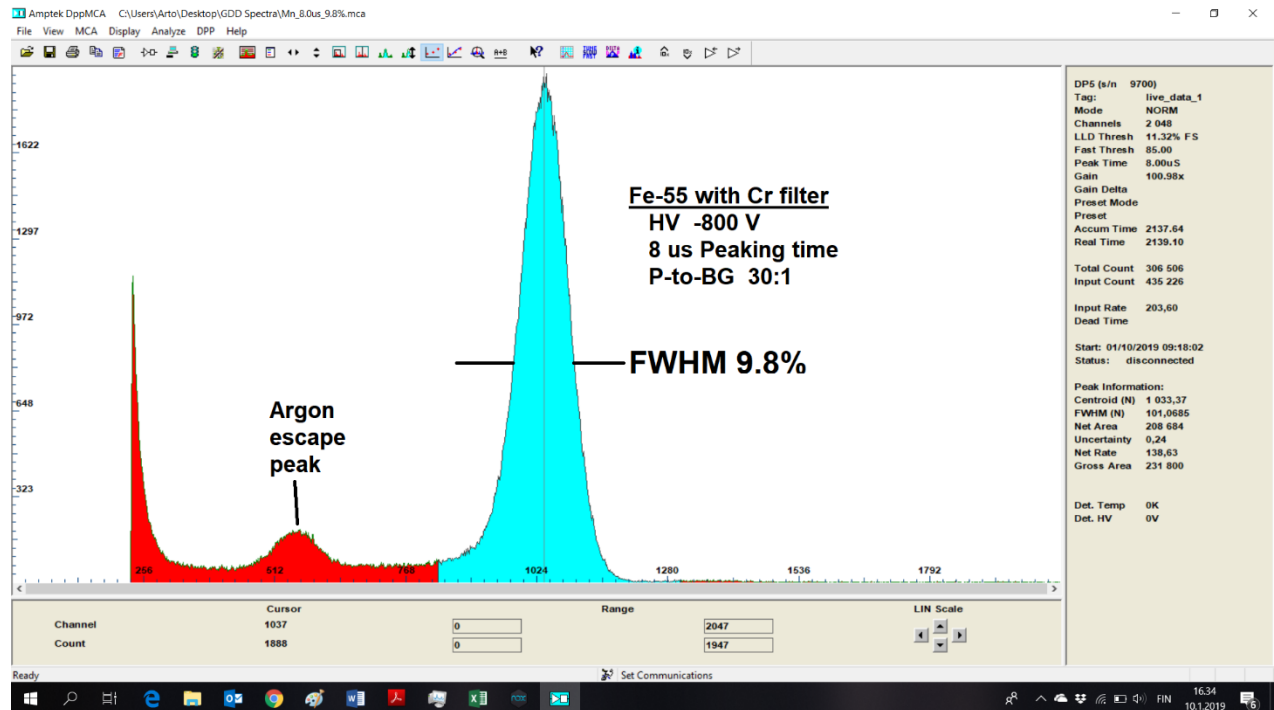 Amptek DppMCA C:\Users\Arto\Desktop\GDD Spectra\Mn_8.0us_9.8%.mca
File View MCA Display Analyze DPP Help
1622
1297
972
648
323
256 512 768 1024 1280 1536 1792
Fe-55 with Cr filter
HV -800 V
8 us Peaking time
P-to-BG 30:1
FWHM 9.8%
Argon
escape
peak
DP5 (s/n 9700)
Tag: live_data_1
Mode NORM
Channels 2 048
LLD Thresh 11.32% FS
Fast Thresh 85.00
Peak Time 8.00uS
Gain 100.98x
Gain Delta
Preset Mode
Preset
Accum Time 2137.64
Real Time 2139.10
Total Count 306 506
Input Count 435 226
Input Rate 203,60
Dead Time
Start: 01/10/2019 09:18:02
Status: disconnected
Peak Information:
Centroid (N) 1 033,37
FWHM (N) 101,0685
Net Area 208 684
Uncertainty 0,24
Net Rate 138,63
Gross Area 231 800
Det. Temp 0K
Det. HV 0V
Cursor Range LIN Scale
Channel 1037 0 2047
Count 1888 0 1947
Ready Set Communications
FIN 16.34
10.1.2019